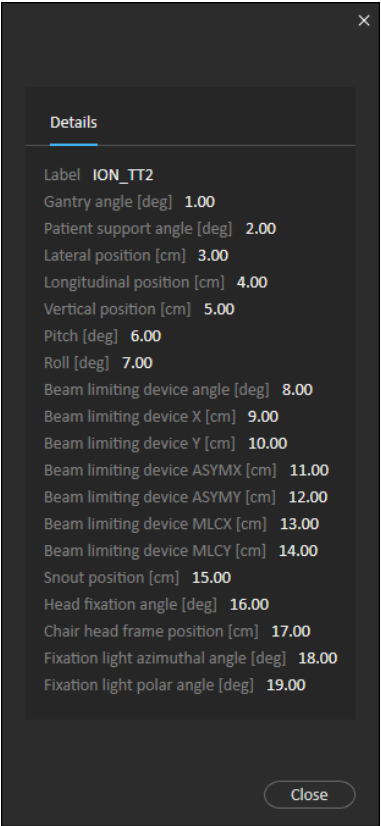 Details
Label ION_TT2
Gantry angle [deg] 1.00
Patient support angle [deg] 2.00
Lateral position [cm] 3.00
Longitudinal position [cm] 4.00
Vertical position [cm] 5.00
Pitch [deg] 6.00
Roll [deg] 7.00
Beam limiting device angle [deg] 8.00
Beam limiting device X [cm] 9.00
Beam limiting device Y [cm] 10.00
Beam limiting device ASYMX [cm] 11.00
Beam limiting device ASYMY [cm] 12.00
Beam limiting device MLCX [cm] 13.00
Beam limiting device MLCY [cm] 14.00
Snout position [cm] 15.00
Head fixation angle [deg] 16.00
Chair head frame position [cm] 17.00
Fixation light azimuthal angle [deg] 18.00
Fixation light polar angle [deg] 19.00
Close